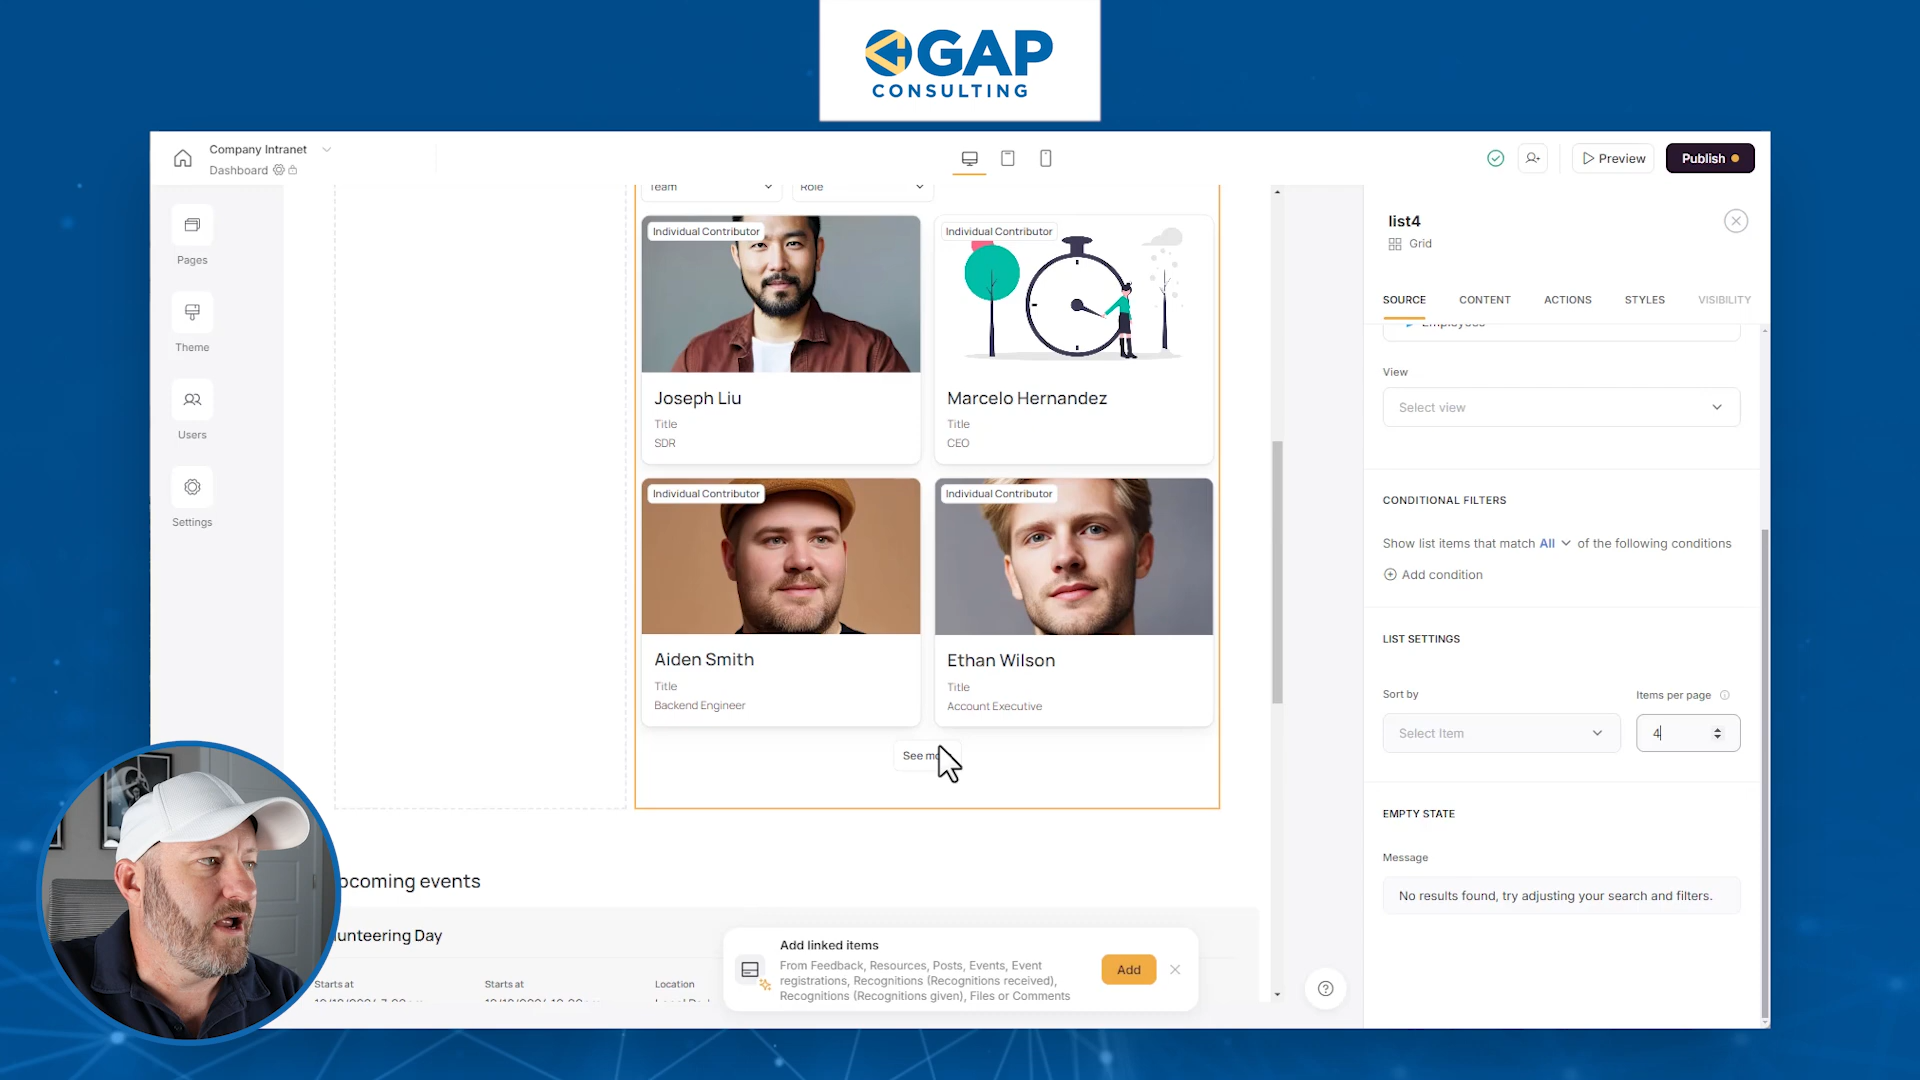 GAP
CONSULTING
Company Intranet
Dashboard
Preview
Publish
Pages
Theme
Users
Settings
Team
Role
Individual Contributor
Joseph Liu
Title
SDR
Individual Contributor
Marcelo Hernandez
Title
CEO
Individual Contributor
Aiden Smith
Title
Backend Engineer
Individual Contributor
Ethan Wilson
Title
Account Executive
See mo
pcoming events
unteering Day
Starts at
Starts at
Location
Add linked items
From Feedback, Resources, Posts, Events, Event
registrations, Recognitions (Recognitions received),
Recognitions (Recognitions given), Files or Comments
Add
list4
Grid
SOURCE
CONTENT
ACTIONS
STYLES
VISIBILITY
Employees
View
Select view
CONDITIONAL FILTERS
Show list items that match All of the following conditions
Add condition
LIST SETTINGS
Sort by
Items per page
Select Item
4
EMPTY STATE
Message
No results found, try adjusting your search and filters.